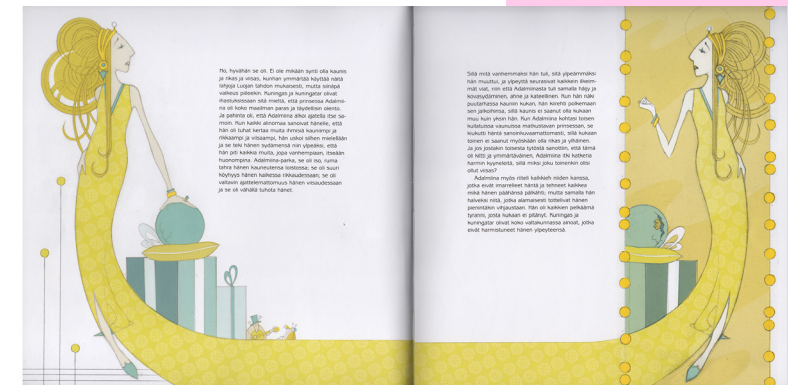 No, hyvähän se oli. Ei ole mikään synti olla kaunis
ja rikas ja viisas, kunhan ymmärtää käyttää näitä
lahjoja Luojan tahdon mukaisesti, mutta siinäpä
vaikeus piileekin. Kuningas ja kuningatar olivat
ihastuksissaan sitä mieltä, että prinsessa Adalmii-
na oli koko maailman paras ja täydellisin olento.
Ja pahinta oli, että Adalmiina alkoi ajatella itse sa-
moin. Kun kaikki alinomaa sanoivat hänelle, että
hän oli tuhat kertaa muita ihmisiä kauniimpi ja
rikkaampi ja viisaampi, hän uskoi siihen mielellään
ja se teki hänen sydämensä niin ylpeäksi, että
hän piti kaikkia muita, jopa vanhempiaan, itseään
huonompina. Adalmiina-parka, se oli iso, ruma
tahra hänen kauneutensa loistossa; se oli suuri
köyhyys hänen kaikessa rikkaudessaan; se oli
valtavin ajattelemattomuus hänen viisaudessaan
ja se oli vähällä tuhota hänet.
Sillä mitä vanhemmaksi hän tuli, sitä ylpeämmäksi
hän muuttui, ja ylpeyttä seurasivat kaikkein ilkeim-
mät viat, niin että Adalmiinasta tuli samalla häijy ja
kovasydäminen, ahne ja kateellinen. Kun hän näki
puutarhassa kauniin kukan, hän kiirehti polkemaan
sen jalkoihinsa, sillä kaunis ei saanut olla kukaan
muu kuin yksin hän. Kun Adalmiina kohtasi toisen
kullatuissa vaunuissa matkustavan prinsessan, se
kiukutti häntä sanoinkuvaamattomasti, sillä kukaan
toinen ei saanut myöskään olla rikas ja ylhäinen.
Ja jos jostakin toisesta tytöstä sanottiin, että tämä
oli kiltti ja ymmärtäväinen, Adalmiina itki katkeria
harmin kyyneleitä, sillä miksi joku toinenkin olisi
ollut viisas?
Adalmiina myös riiteli kaikkien niiden kanssa,
jotka eivät imarrelleet häntä ja tehneet kaikkea
mikä hänen päähänsä pälkähti, mutta samalla hän
halveksi niitä, jotka alamaisesti tottelivat hänen
pienintäkin vihjaustaan. Hän oli kaikkien pelkäämä
tyranni, josta kukaan ei pitänyt. Kuningas ja
kuningatar olivat koko valtakunnassa ainoat, jotka
eivät harmistuneet hänen ylpeyteensä.